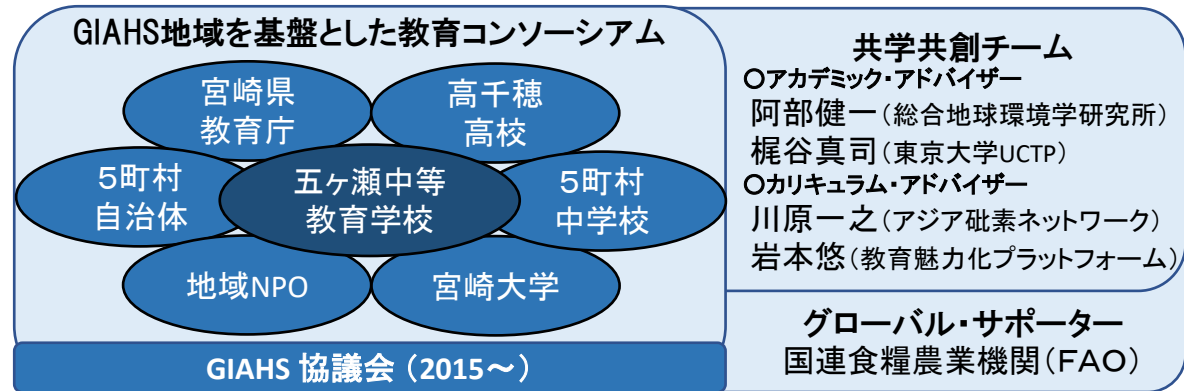 GIAHS地域を基盤とした教育コンソーシアム
宮崎県
教育庁
高千穂
高校
5町村
自治体
五ヶ瀬中等
教育学校
5町村
中学校
地域NPO
宮崎大学
GIAHS 協議会（2015～）
共学共創チーム
○アカデミック・アドバイザー
阿部健一（総合地球環境学研究所）
梶谷真司（東京大学UCTP）
○カリキュラム・アドバイザー
川原一之（アジア砒素ネットワーク）
岩本悠（教育魅力化プラットフォーム）
グローバル・サポーター
国連食糧農業機関（ＦＡＯ）